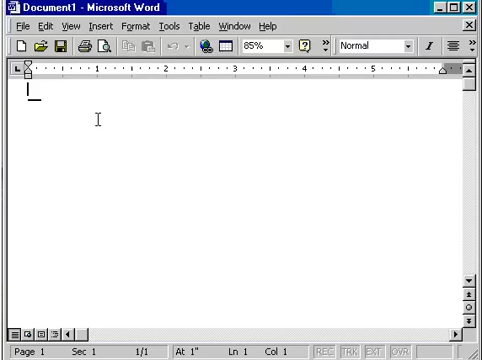 Document1 - Microsoft Word
File Edit View Insert Format Tools Table Window Help
85% Normal I
1 2 3 4 5
Page 1 Sec 1 1/1 At 1" Ln 1 Col 1 REC TRK EXT OVR